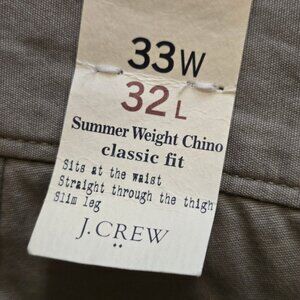 33W
32L
Summer Weight Chino
classic fit
Sits at the waist
Straight through the thigh
Slim leg
J.CREW